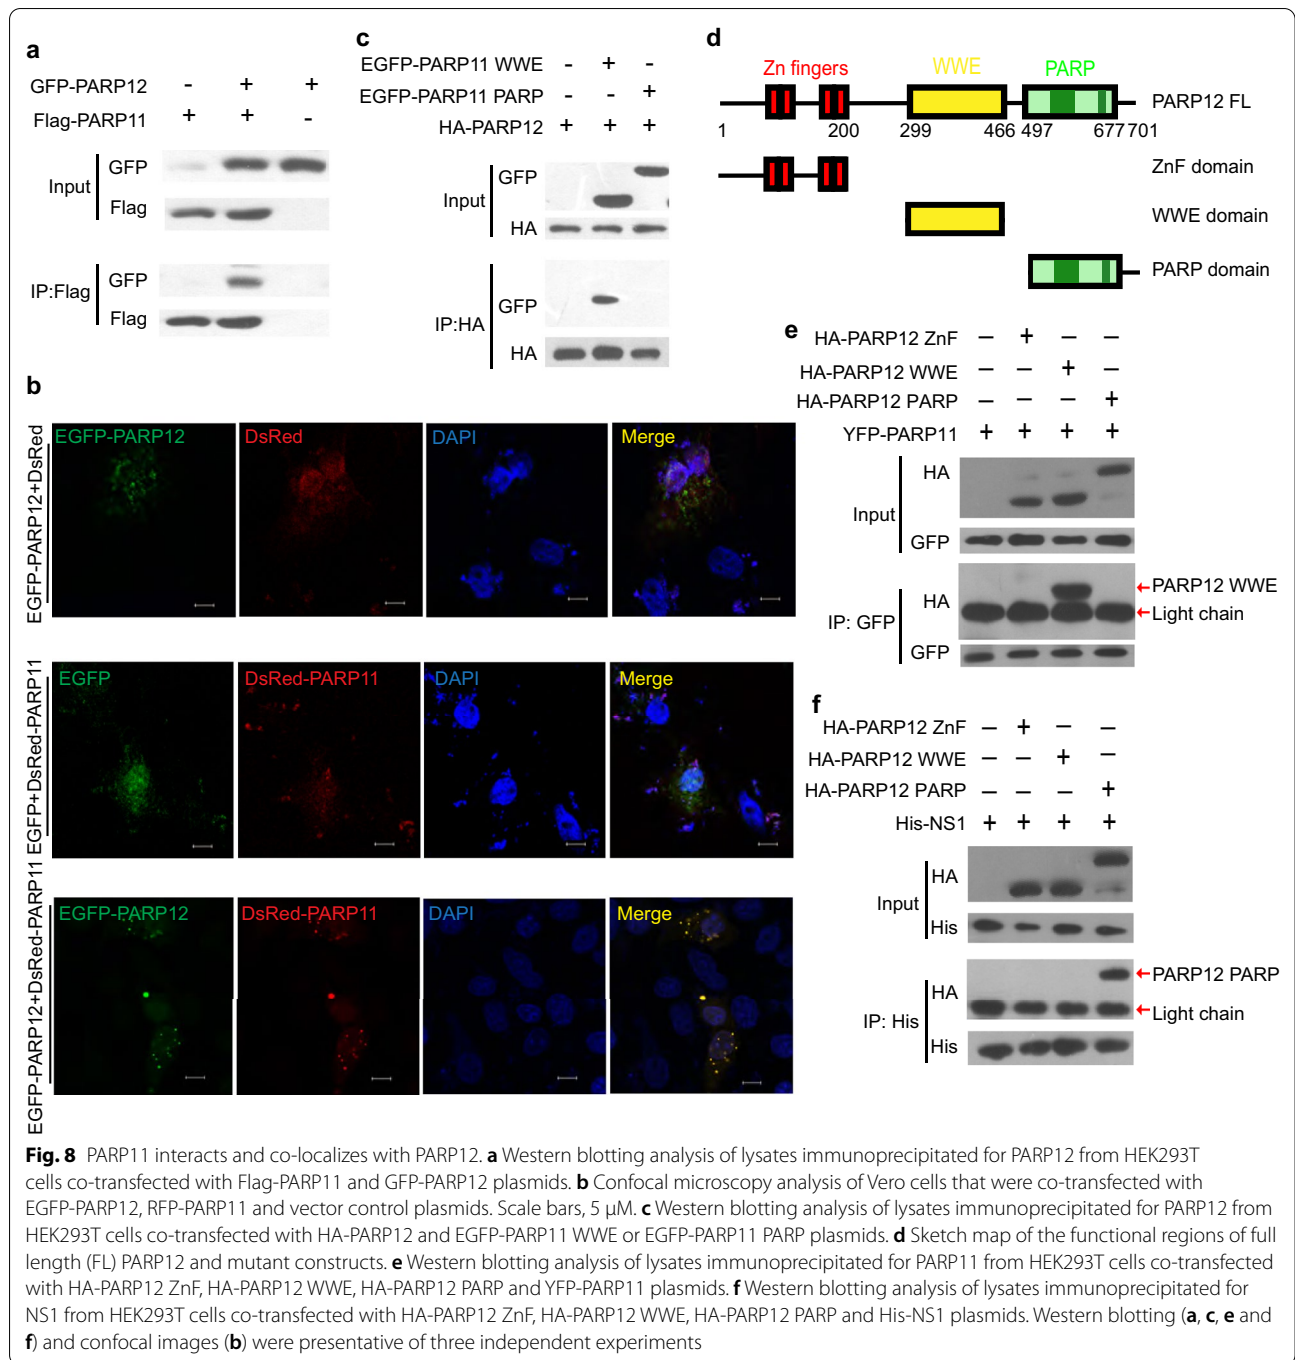 a
GFP-PARP12 - + +
Flag-PARP11 + + -
Input
GFP
Flag
IP:Flag
GFP
Flag
c
EGFP-PARP11 WWE - + -
EGFP-PARP11 PARP - - +
HA-PARP12 + + +
Input
GFP
HA
IP:HA
GFP
HA
d
Zn fingers WWE PARP
PARP12 FL
1 200 299 466 497 677 701
ZnF domain
WWE domain
PARP domain
b
EGFP-PARP12+DsRed
EGFP-PARP12 DsRed DAPI Merge
EGFP+DsRed-PARP11
EGFP DsRed-PARP11 DAPI Merge
EGFP-PARP12+DsRed-PARP11
EGFP-PARP12 DsRed-PARP11 DAPI Merge
e
HA-PARP12 ZnF – + – –
HA-PARP12 WWE – – + –
HA-PARP12 PARP – – – +
YFP-PARP11 + + + +
Input
HA
GFP
IP: GFP
HA
PARP12 WWE
Light chain
GFP
f
HA-PARP12 ZnF – + – –
HA-PARP12 WWE – – + –
HA-PARP12 PARP – – – +
His-NS1 + + + +
Input
HA
His
IP: His
HA
PARP12 PARP
Light chain
His
Fig. 8 PARP11 interacts and co-localizes with PARP12. a Western blotting analysis of lysates immunoprecipitated for PARP12 from HEK293T
cells co-transfected with Flag-PARP11 and GFP-PARP12 plasmids. b Confocal microscopy analysis of Vero cells that were co-transfected with
EGFP-PARP12, RFP-PARP11 and vector control plasmids. Scale bars, 5 µM. c Western blotting analysis of lysates immunoprecipitated for PARP12 from
HEK293T cells co-transfected with HA-PARP12 and EGFP-PARP11 WWE or EGFP-PARP11 PARP plasmids. d Sketch map of the functional regions of full
length (FL) PARP12 and mutant constructs. e Western blotting analysis of lysates immunoprecipitated for PARP11 from HEK293T cells co-transfected
with HA-PARP12 ZnF, HA-PARP12 WWE, HA-PARP12 PARP and YFP-PARP11 plasmids. f Western blotting analysis of lysates immunoprecipitated for
NS1 from HEK293T cells co-transfected with HA-PARP12 ZnF, HA-PARP12 WWE, HA-PARP12 PARP and His-NS1 plasmids. Western blotting (a, c, e and
f) and confocal images (b) were presentative of three independent experiments